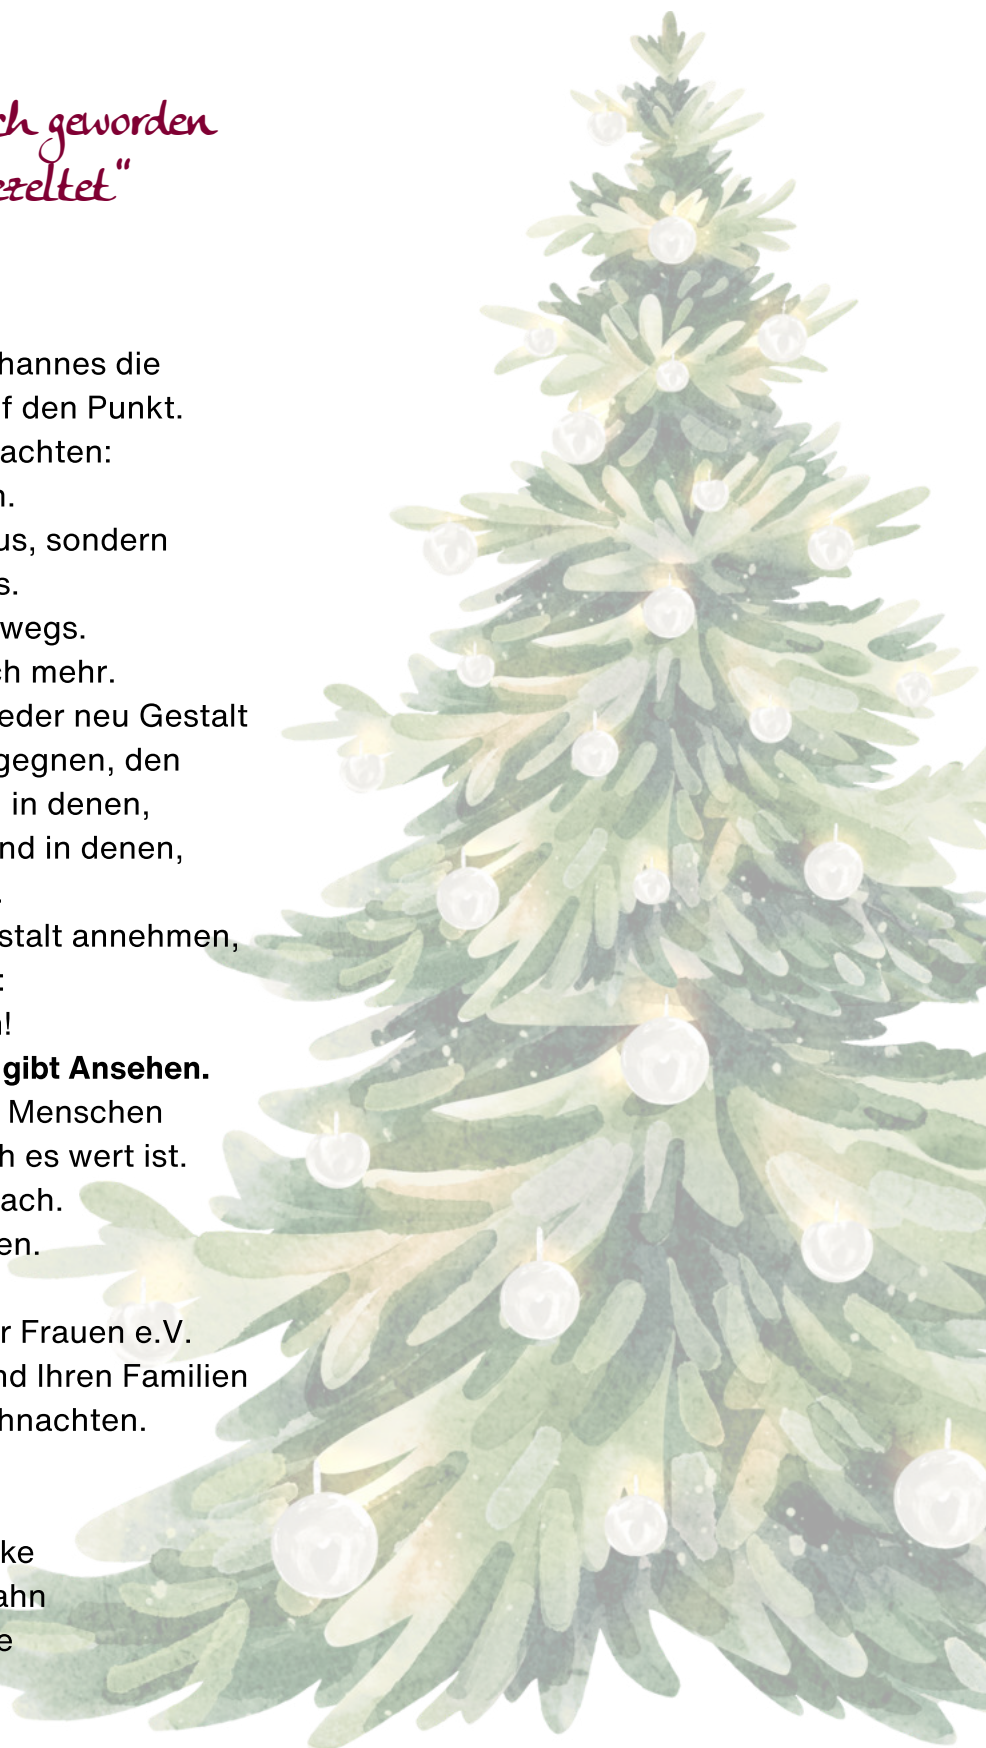 ch geworden
ezeltet“
hannes die
f den Punkt.
achten:
n.
us, sondern
s.
wegs.
ch mehr.
eder neu Gestalt
gegnen, den
in denen,
nd in denen,
.
stalt annehmen,
:
!
gibt Ansehen.
Menschen
h es wert ist.
ach.
en.
r Frauen e.V.
nd Ihren Familien
hnachten.
ke
ahn
e